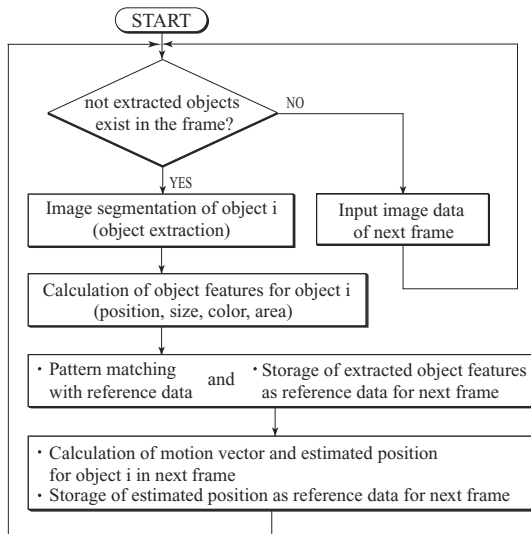 START
not extracted objects
exist in the frame?
NO
YES
Image segmentation of object i
(object extraction)
Input image data
of next frame
Calculation of object features for object i
(position, size, color, area)
・Pattern matching
with reference data
and
・Storage of extracted object features
as reference data for next frame
・Calculation of motion vector and estimated position
for object i in next frame
・Storage of estimated position as reference data for next frame